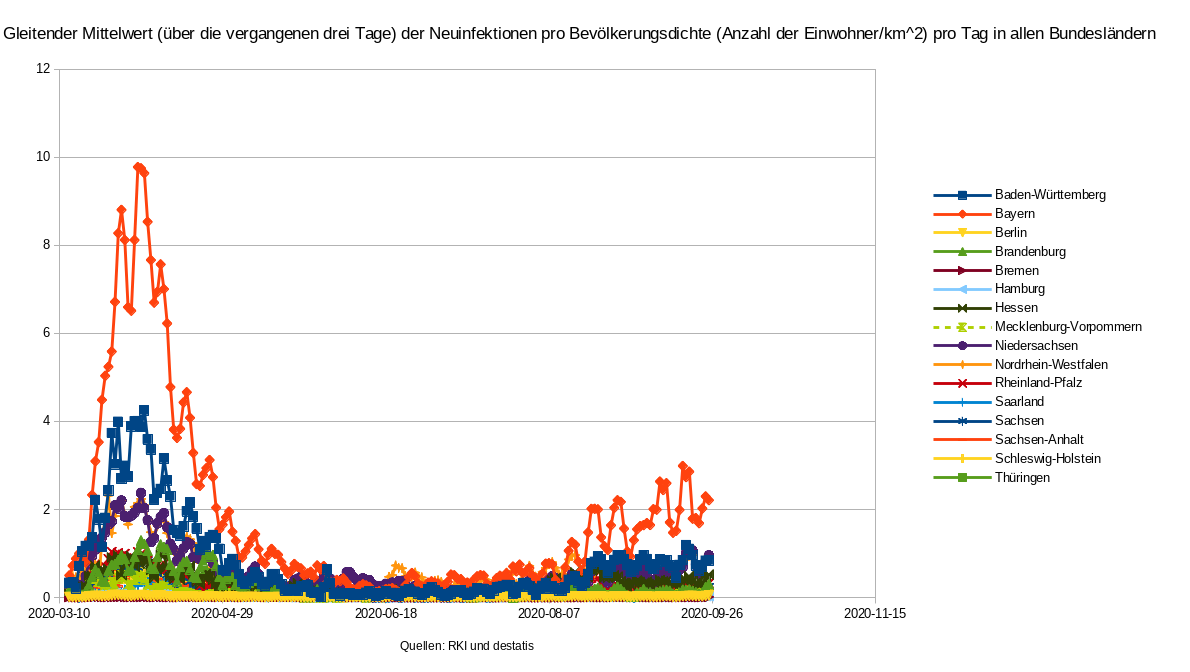 Gleitender Mittelwert (über die vergangenen drei Tage) der Neuinfektionen pro Bevölkerungsdichte (Anzahl der Einwohner/km^2) pro Tag in allen Bundesländern
12
10
8
6
4
2
0
2020-03-10 2020-04-29 2020-06-18 2020-08-07 2020-09-26 2020-11-15
Quellen: RKI und destatis
Baden-Württemberg
Bayern
Berlin
Brandenburg
Bremen
Hamburg
Hessen
Mecklenburg-Vorpommern
Niedersachsen
Nordrhein-Westfalen
Rheinland-Pfalz
Saarland
Sachsen
Sachsen-Anhalt
Schleswig-Holstein
Thüringen